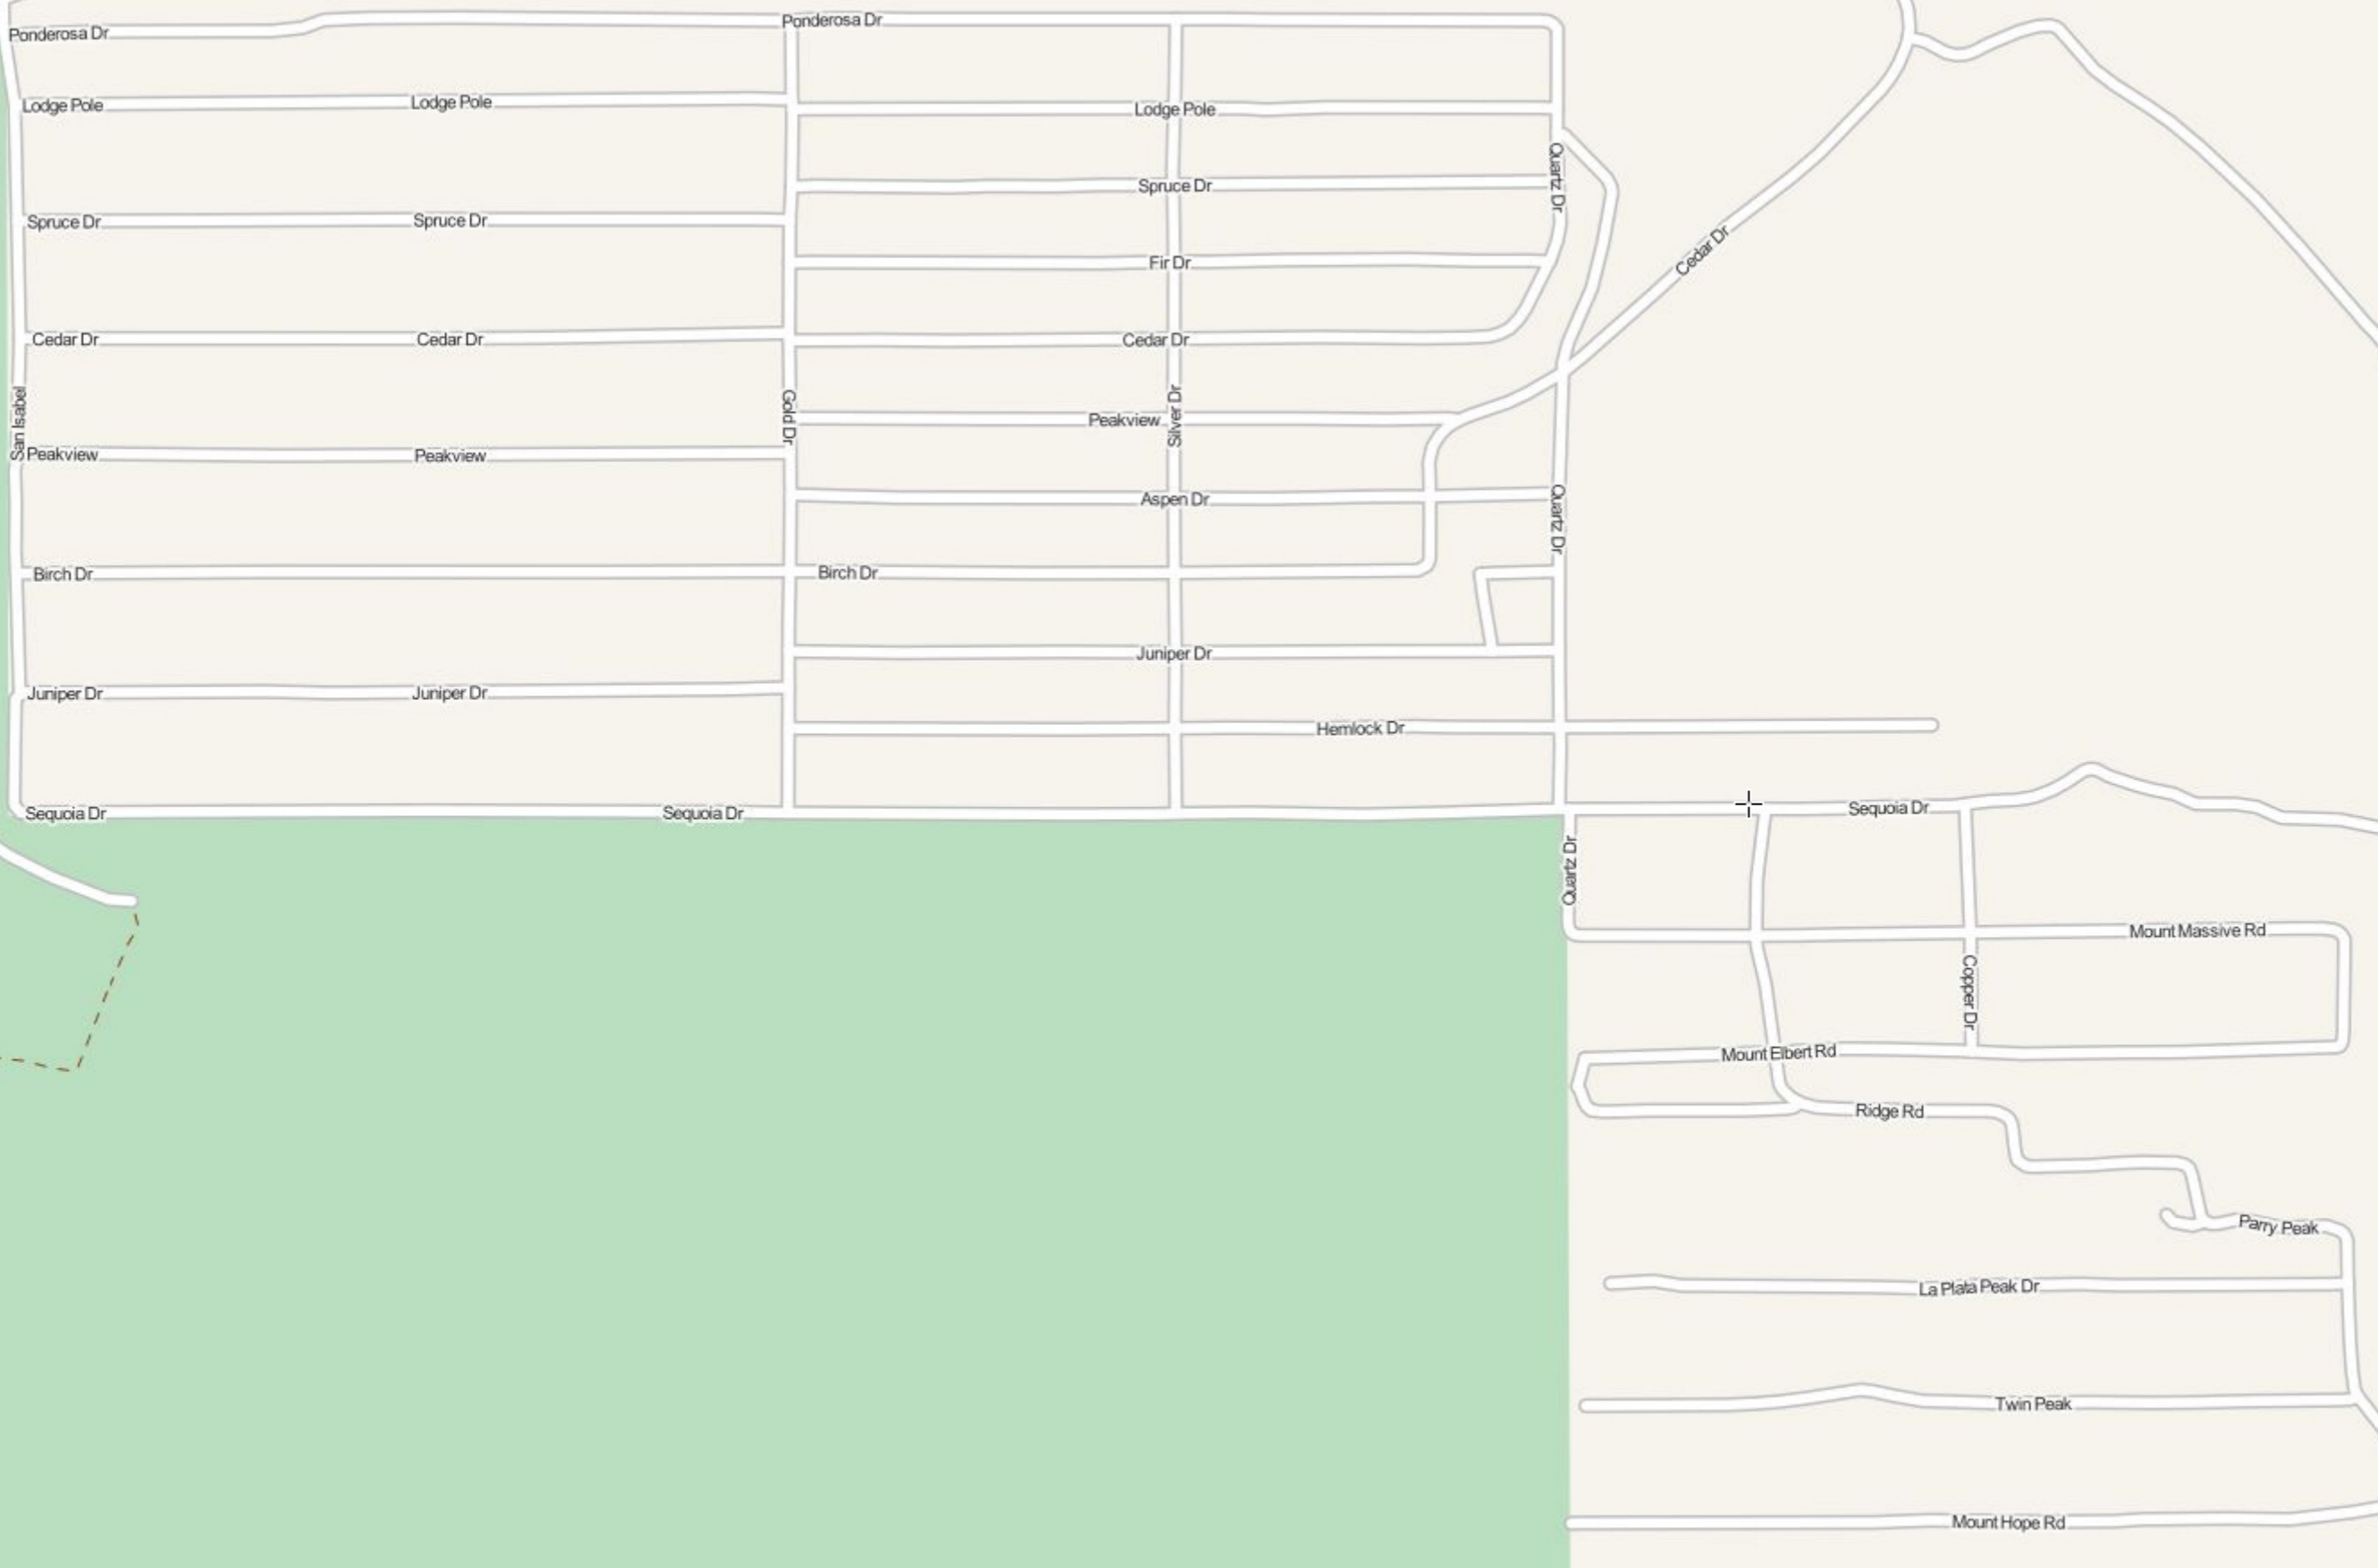 Ponderosa Dr
Ponderosa Dr
Lodge Pole
Lodge Pole
Lodge Pole
Quartz Dr
Spruce Dr
Spruce Dr
Spruce Dr
Cedar Dr
Fir Dr
Cedar Dr
Cedar Dr
Cedar Dr
San Isabel
Gold Dr
Silver Dr
Peakview
Peakview
Peakview
Aspen Dr
Quartz Dr
Birch Dr
Birch Dr
Juniper Dr
Juniper Dr
Juniper Dr
Hemlock Dr
Sequoia Dr
Sequoia Dr
Sequoia Dr
Quartz Dr
Mount Massive Rd
Copper Dr
Mount Elbert Rd
Ridge Rd
Parry Peak
La Plata Peak Dr
Twin Peak
Mount Hope Rd